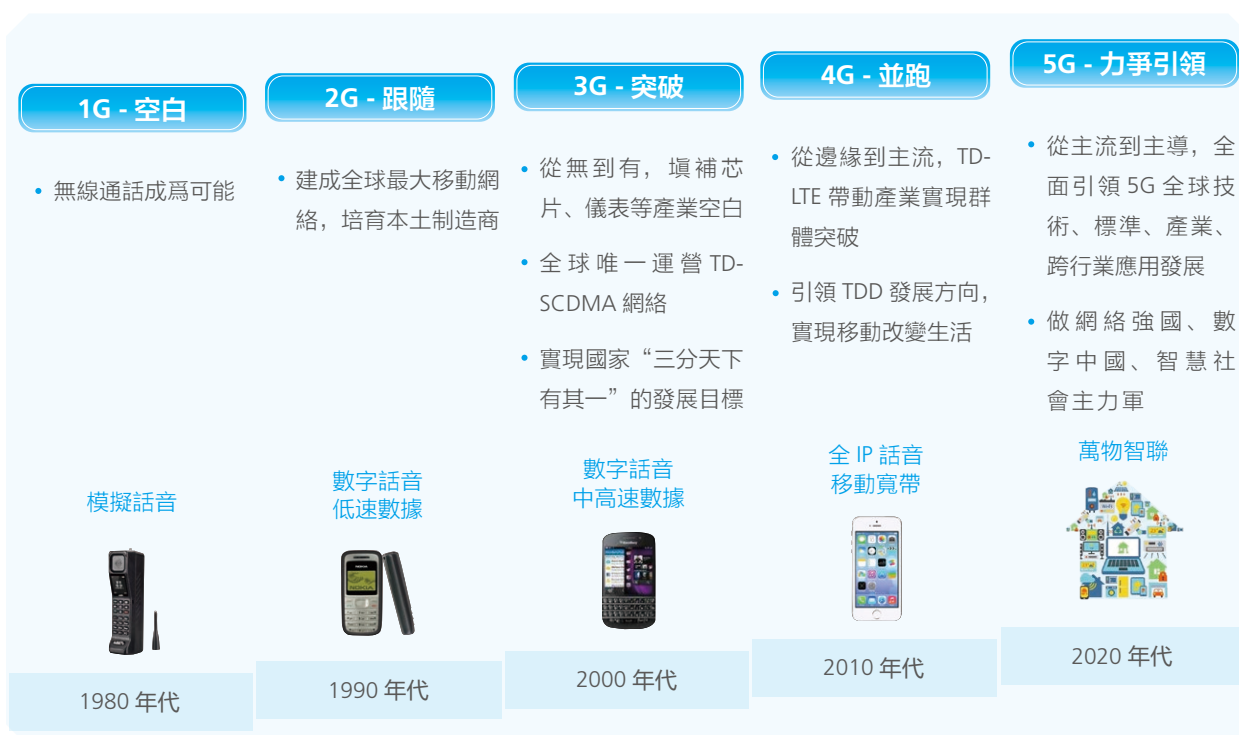 1G - 空白
無線通話成爲可能
模擬話音
1980 年代
2G - 跟隨
建成全球最大移動網
絡，培育本土制造商
數字話音
低速數據
NOKIA
NOKIA
1990 年代
3G - 突破
從無到有，塡補芯
片、儀表等產業空白
全球唯一運營 TD-
SCDMA 網絡
實現國家“三分天下
有其一”的發展目標
數字話音
中高速數據
BlackBerry
2000 年代
4G - 並跑
從邊緣到主流，TD-
LTE 帶動產業實現群
體突破
引領 TDD 發展方向，
實現移動改變生活
全 IP 話音
移動寬帶
2010 年代
5G - 力爭引領
從主流到主導，全
面引領 5G 全球技
術、標準、產業、
跨行業應用發展
做網絡強國、數
字中國、智慧社
會主力軍
萬物智聯
2020 年代